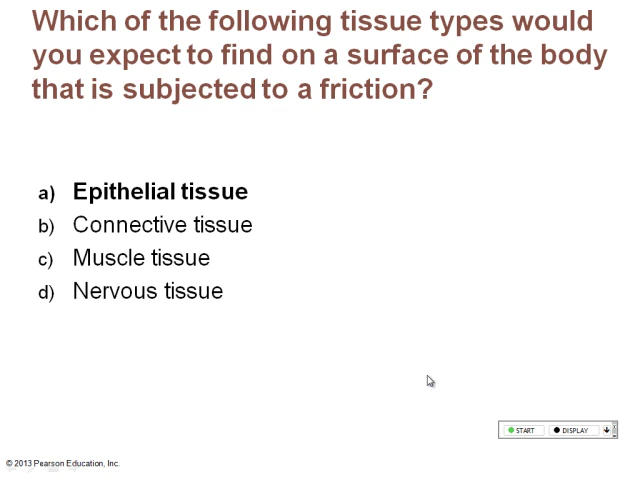 Which of the following tissue types would
you expect to find on a surface of the body
that is subjected to a friction?
a) Epithelial tissue
b) Connective tissue
c) Muscle tissue
d) Nervous tissue
START DISPLAY
© 2013 Pearson Education, Inc.